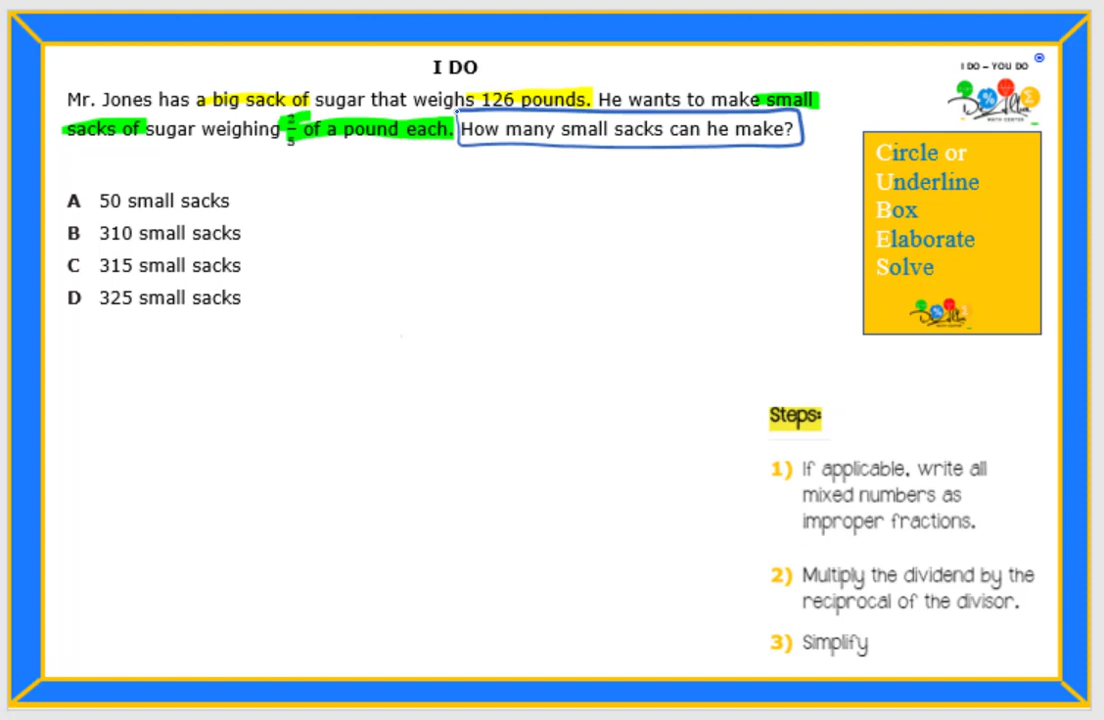 I DO
I DO – YOU DO
Mr. Jones has a big sack of sugar that weighs 126 pounds. He wants to make small
sacks of sugar weighing 2/5 of a pound each. How many small sacks can he make?
A 50 small sacks
B 310 small sacks
C 315 small sacks
D 325 small sacks
Circle or
Underline
Box
Elaborate
Solve
Steps:
1) If applicable, write all
mixed numbers as
improper fractions.
2) Multiply the dividend by the
reciprocal of the divisor.
3) Simplify